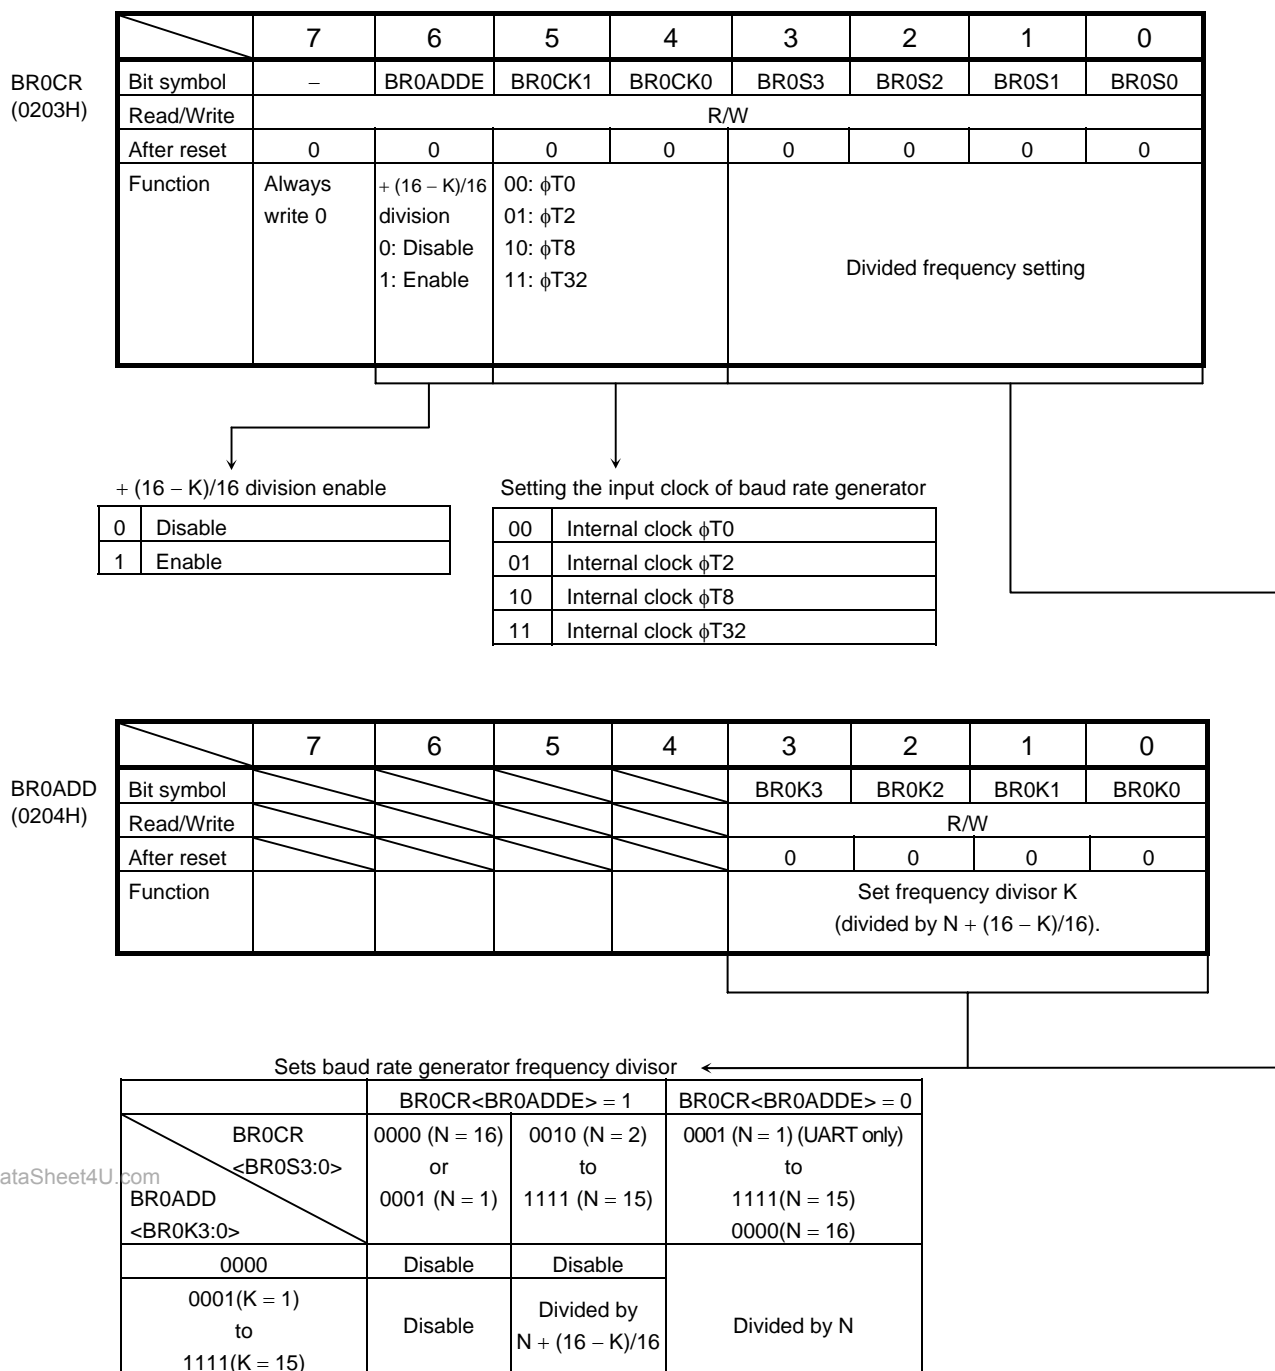 7 6 5 4 3 2 1 0
BR0CR
(0203H)
Bit symbol – BR0ADDE BR0CK1 BR0CK0 BR0S3 BR0S2 BR0S1 BR0S0
Read/Write R/W
After reset 0 0 0 0 0 0 0 0
Function
Always
write 0
+ (16 – K)/16
division
0: Disable
1: Enable
00: ϕT0
01: ϕT2
10: ϕT8
11: ϕT32
Divided frequency setting
+ (16 – K)/16 division enable
0 Disable
1 Enable
Setting the input clock of baud rate generator
00 Internal clock ϕT0
01 Internal clock ϕT2
10 Internal clock ϕT8
11 Internal clock ϕT32
7 6 5 4 3 2 1 0
BR0ADD
(0204H)
Bit symbol BR0K3 BR0K2 BR0K1 BR0K0
Read/Write R/W
After reset 0 0 0 0
Function
Set frequency divisor K
(divided by N + (16 – K)/16).
Sets baud rate generator frequency divisor
BR0CR<BR0ADDE> = 1 BR0CR<BR0ADDE> = 0
BR0CR
<BR0S3:0>
BR0ADD
<BR0K3:0>
0000 (N = 16)
or
0001 (N = 1)
0010 (N = 2)
to
1111 (N = 15)
0001 (N = 1) (UART only)
to
1111(N = 15)
0000(N = 16)
0000 Disable Disable
0001(K = 1)
to
1111(K = 15)
Disable
Divided by
N + (16 – K)/16
Divided by N
ataSheet4U.com